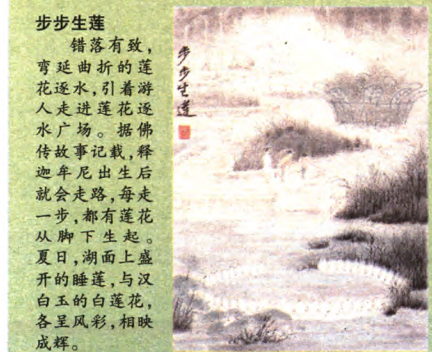 步步生莲
错落有致，
弯延曲折的莲
花逐水，引着游
人走进莲花逐
水广场。据佛
传故事记载，释
迦牟尼出生后
就会走路，每走
一步，都有莲花
从脚下生起。
夏日，湖面上盛
开的睡莲，与汉
白玉的白莲花，
各呈风彩，相映
成辉。
步步生莲